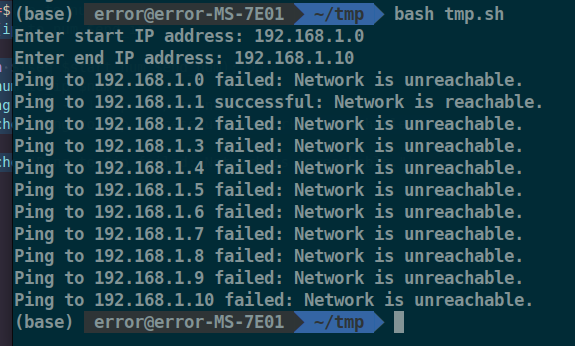 (base) error@error-MS-7E01 ~/tmp bash tmp.sh
Enter start IP address: 192.168.1.0
Enter end IP address: 192.168.1.10
Ping to 192.168.1.0 failed: Network is unreachable.
Ping to 192.168.1.1 successful: Network is reachable.
Ping to 192.168.1.2 failed: Network is unreachable.
Ping to 192.168.1.3 failed: Network is unreachable.
Ping to 192.168.1.4 failed: Network is unreachable.
Ping to 192.168.1.5 failed: Network is unreachable.
Ping to 192.168.1.6 failed: Network is unreachable.
Ping to 192.168.1.7 failed: Network is unreachable.
Ping to 192.168.1.8 failed: Network is unreachable.
Ping to 192.168.1.9 failed: Network is unreachable.
Ping to 192.168.1.10 failed: Network is unreachable.
(base) error@error-MS-7E01 ~/tmp